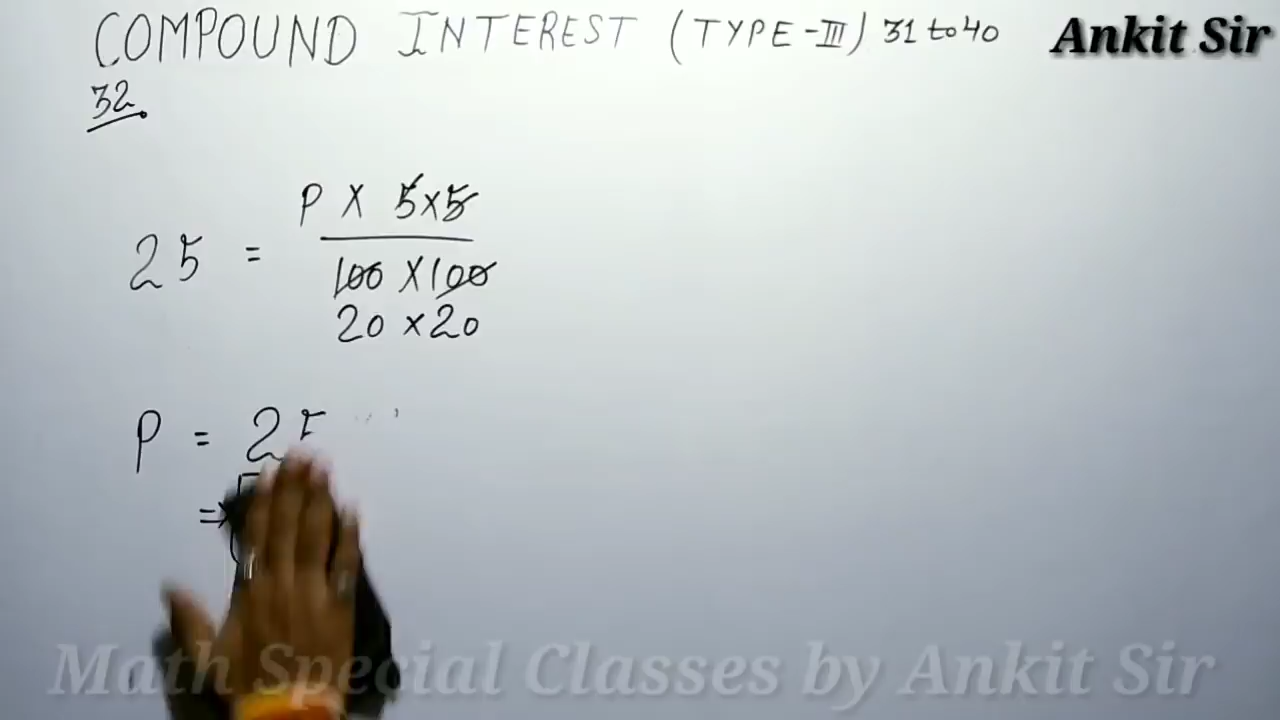 COMPOUND INTEREST (TYPE-III) 31 to 40 Ankit Sir
32.
25 = P X 5x5
100 X 100
20 x 20
P = 25
=>
Math Special Classes by Ankit Sir